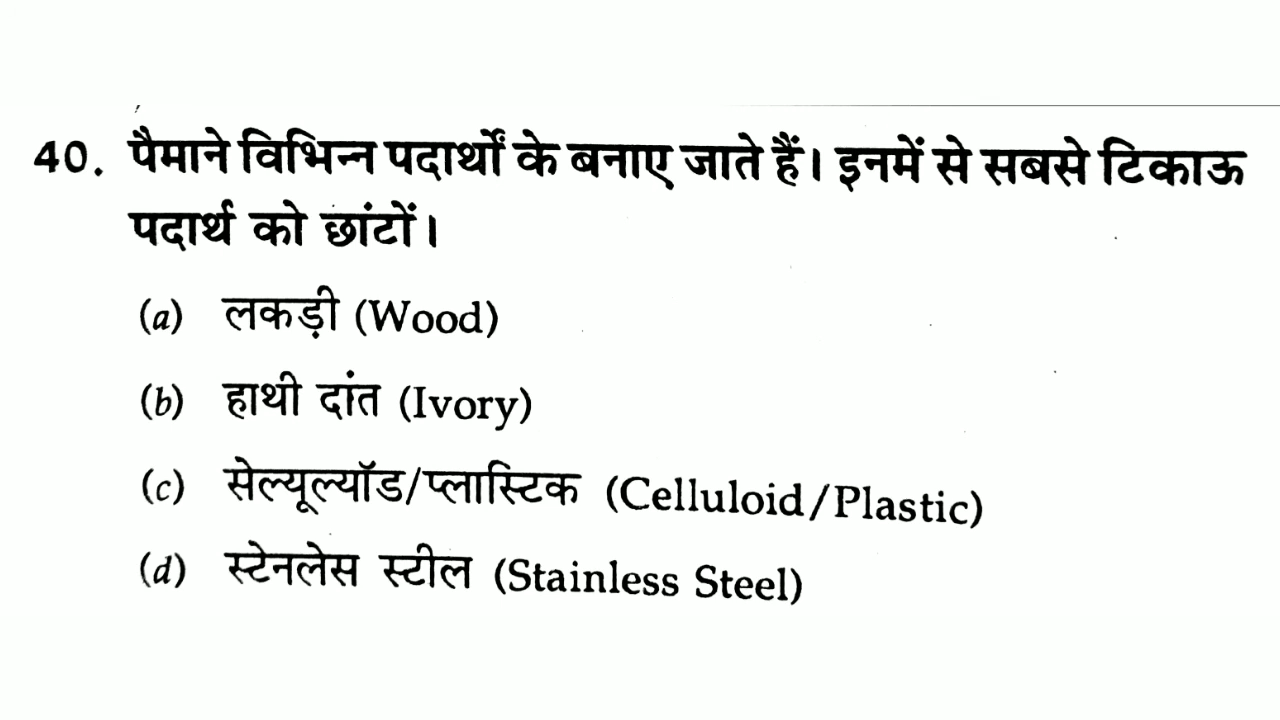 40. पैमाने विभिन्न पदार्थों के बनाए जाते हैं। इनमें से सबसे टिकाऊ
पदार्थ को छांटों।
(a) लकड़ी (Wood)
(b) हाथी दांत (Ivory)
(c) सेल्यूल्यॉड/प्लास्टिक (Celluloid/Plastic)
(d) स्टेनलेस स्टील (Stainless Steel)